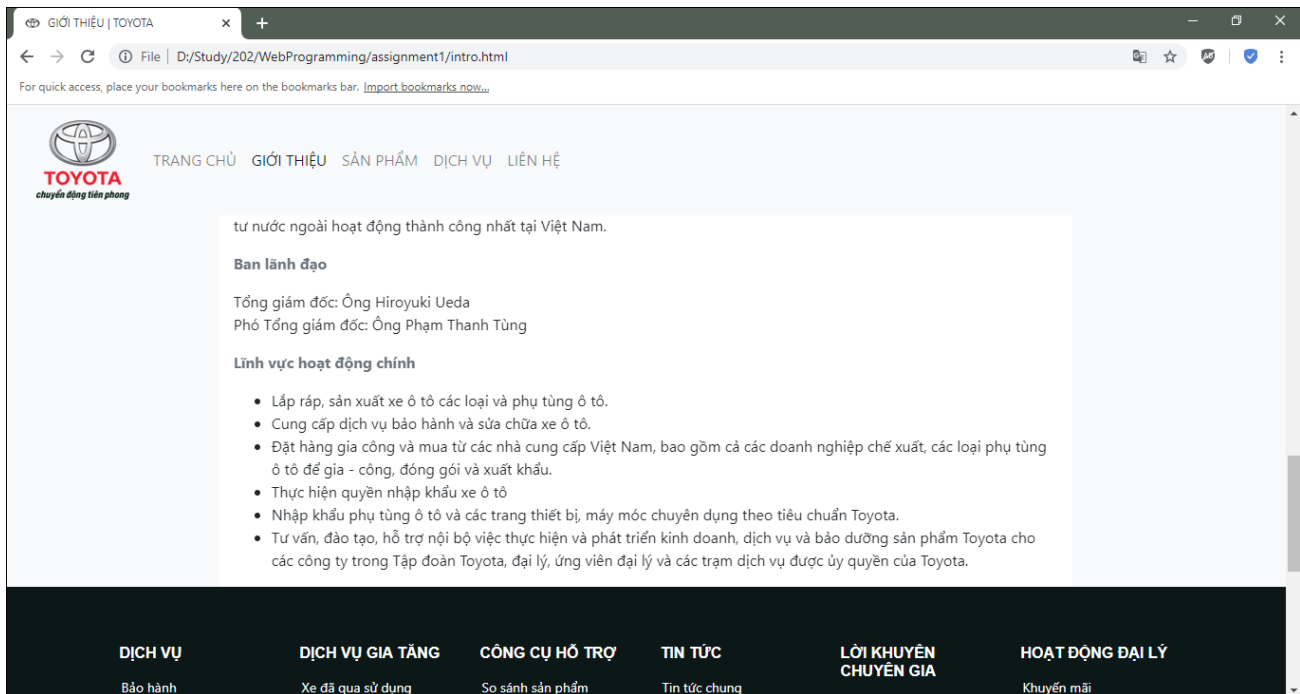 GIỚI THIỆU | TOYOTA
File | D:/Study/202/WebProgramming/assignment1/intro.html
For quick access, place your bookmarks here on the bookmarks bar. Import bookmarks now...
TOYOTA
chuyển động tiên phong
TRANG CHỦ GIỚI THIỆU SẢN PHẨM DỊCH VỤ LIÊN HỆ
tư nước ngoài hoạt động thành công nhất tại Việt Nam.
Ban lãnh đạo
Tổng giám đốc: Ông Hiroyuki Ueda
Phó Tổng giám đốc: Ông Phạm Thanh Tùng
Lĩnh vực hoạt động chính
• Lắp ráp, sản xuất xe ô tô các loại và phụ tùng ô tô.
• Cung cấp dịch vụ bảo hành và sửa chữa xe ô tô.
• Đặt hàng gia công và mua từ các nhà cung cấp Việt Nam, bao gồm cả các doanh nghiệp chế xuất, các loại phụ tùng
ô tô để gia - công, đóng gói và xuất khẩu.
• Thực hiện quyền nhập khẩu xe ô tô
• Nhập khẩu phụ tùng ô tô và các trang thiết bị, máy móc chuyên dụng theo tiêu chuẩn Toyota.
• Tư vấn, đào tạo, hỗ trợ nội bộ việc thực hiện và phát triển kinh doanh, dịch vụ và bảo dưỡng sản phẩm Toyota cho
các công ty trong Tập đoàn Toyota, đại lý, ứng viên đại lý và các trạm dịch vụ được ủy quyền của Toyota.
DỊCH VỤ
Bảo hành
DỊCH VỤ GIA TĂNG
Xe đã qua sử dụng
CÔNG CỤ HỖ TRỢ
So sánh sản phẩm
TIN TỨC
Tin tức chung
LỜI KHUYÊN
CHUYÊN GIA
HOẠT ĐỘNG ĐẠI LÝ
Khuyến mãi